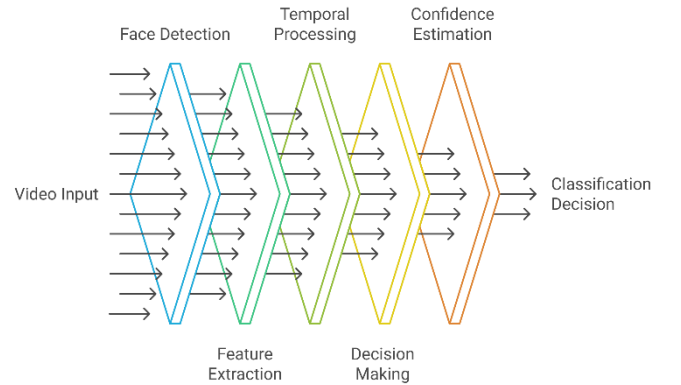 Temporal
Processing
Confidence
Estimation
Face Detection
Video Input
Classification
Decision
Feature
Extraction
Decision
Making